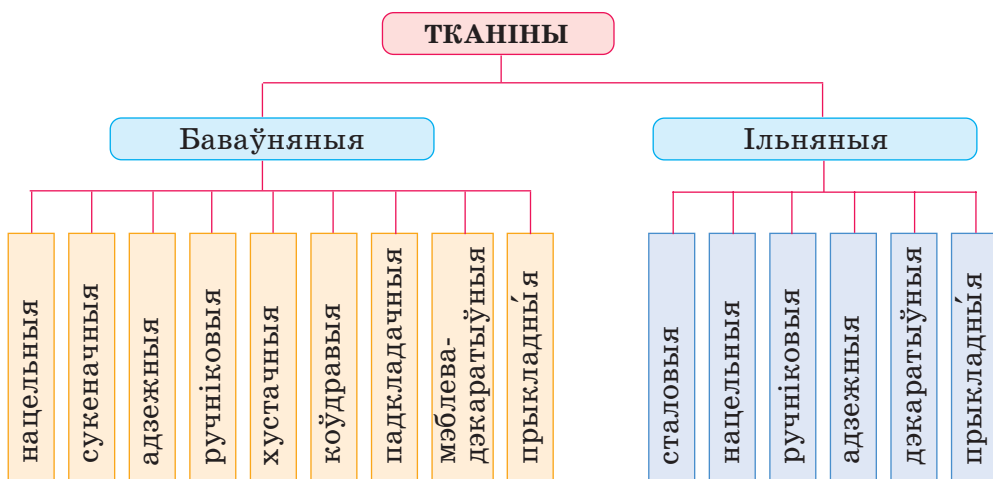 ТКАНІНЫ
Баваўняныя
Ільняныя
нацельныя
сукеначныя
адзежныя
ручніковыя
хустачныя
коўдравыя
падкладачныя
мэблева-
дэкаратыўныя
прыкладны́я
сталовыя
нацельныя
ручніковыя
адзежныя
дэкаратыўныя
прыкладны́я